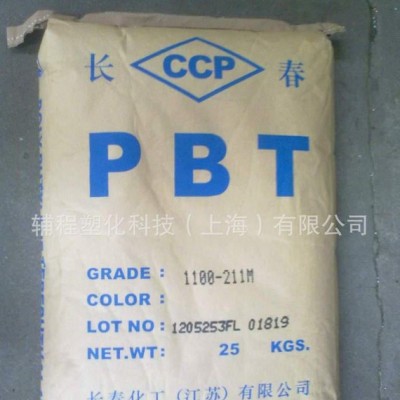 长 CCP 春
PBT
辅程塑化科技（上海）有限公司
GRADE: 1100-211M
COLOR:
LOT NO: 1205253FL 01819
NET.WT: 25 KGS.
长春化工(江苏)有限公司